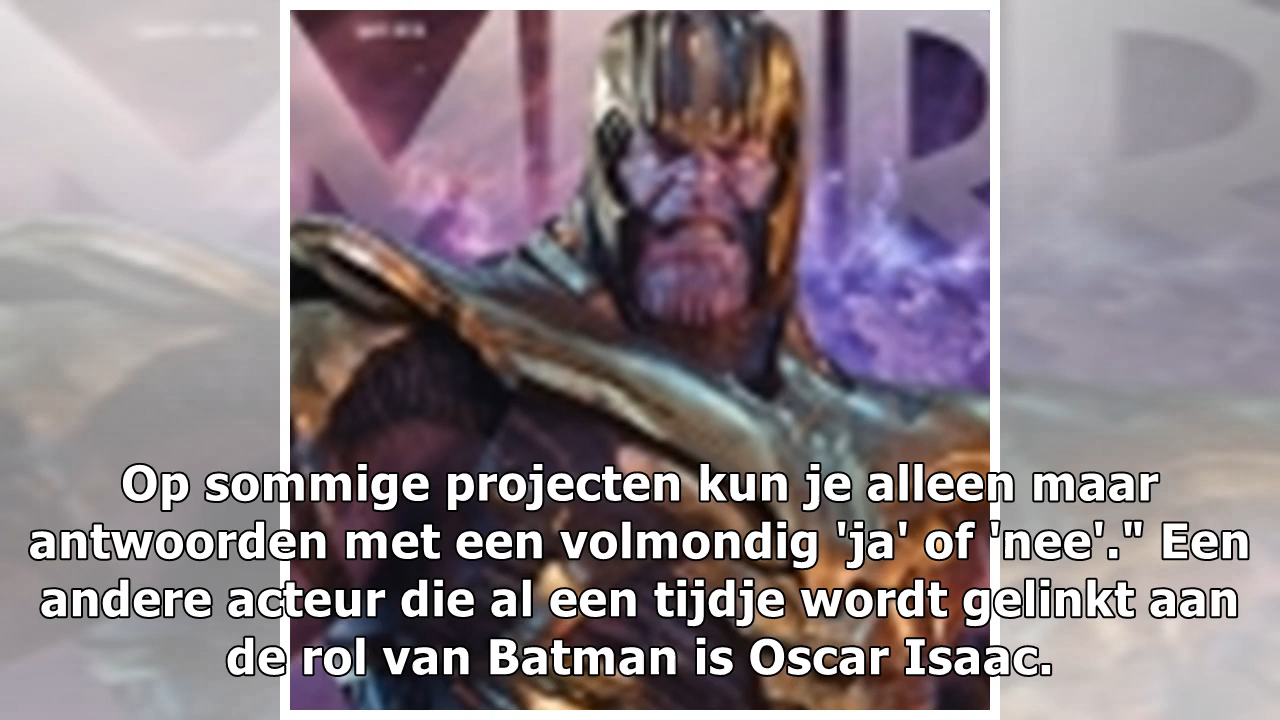 Op sommige projecten kun je alleen maar
antwoorden met een volmondig 'ja' of 'nee'." Een
andere acteur die al een tijdje wordt gelinkt aan
de rol van Batman is Oscar Isaac.